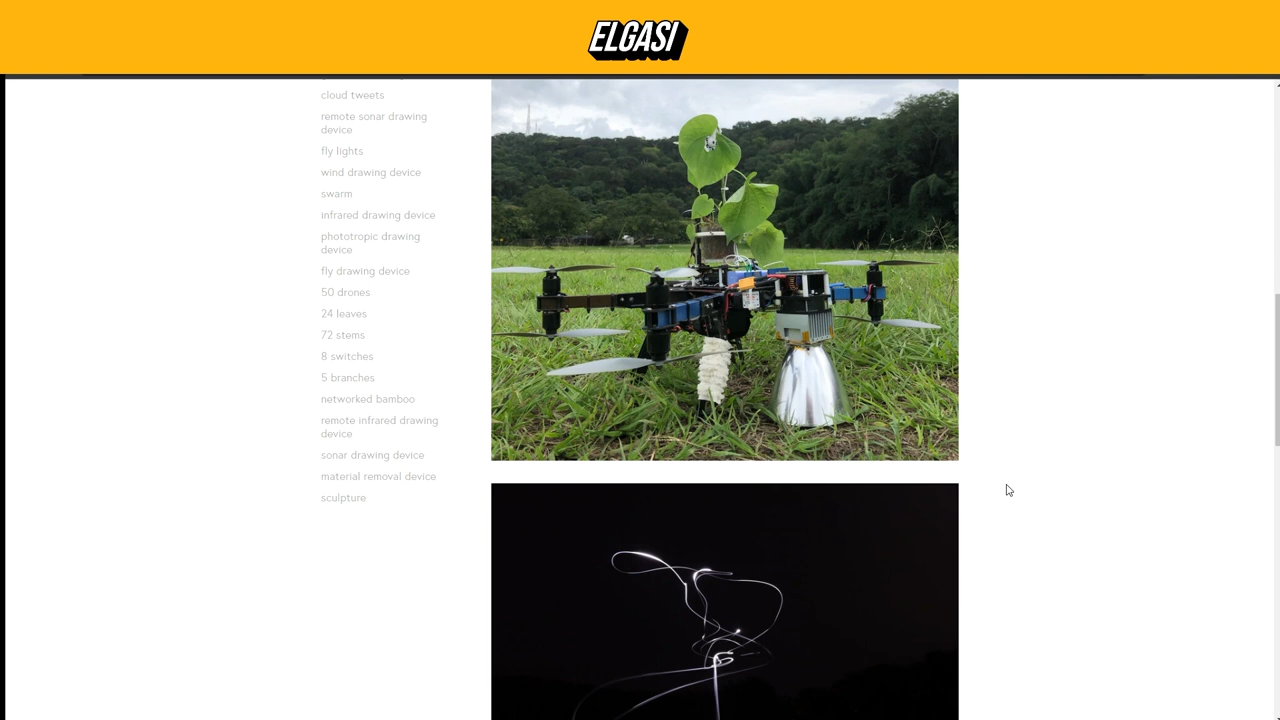 ELGASI
cloud tweets
remote sonar drawing
device
fly lights
wind drawing device
swarm
infrared drawing device
phototropic drawing
device
fly drawing device
50 drones
24 leaves
72 stems
8 switches
5 branches
networked bamboo
remote infrared drawing
device
sonar drawing device
material removal device
sculpture